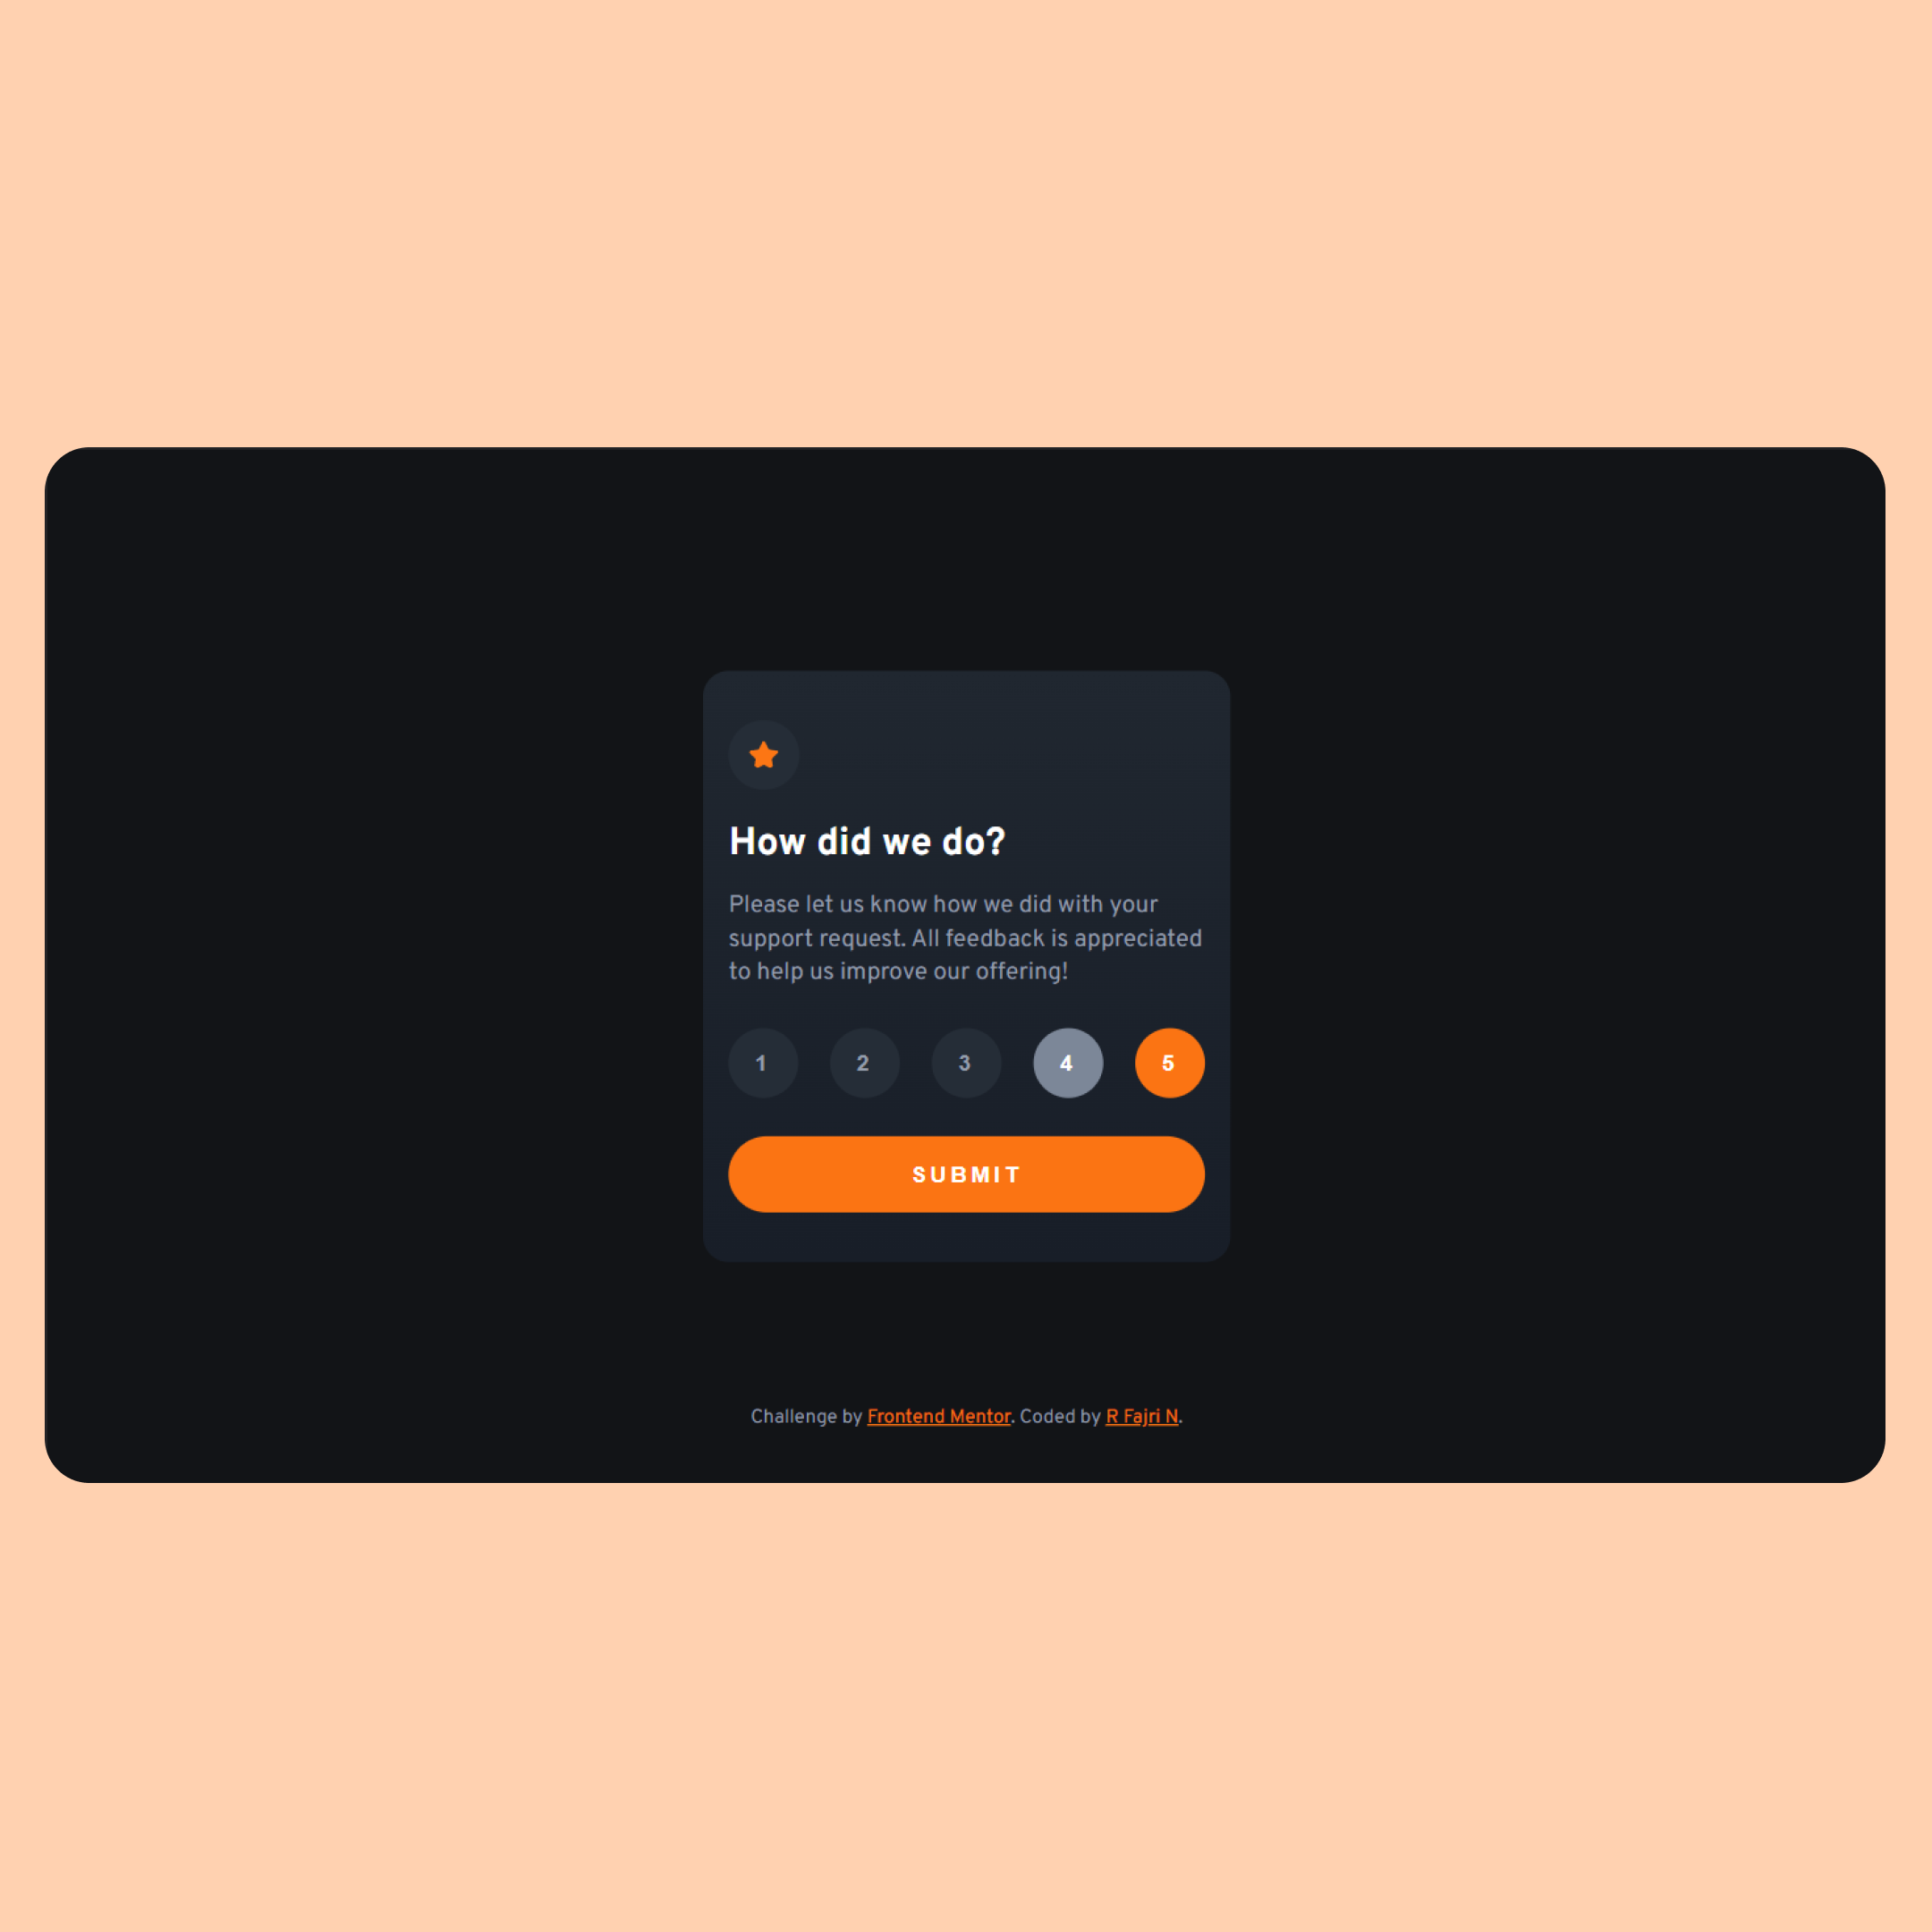 How did we do?
Please let us know how we did with your
support request. All feedback is appreciated
to help us improve our offering!
1 2 3 4 5
SUBMIT
Challenge by Frontend Mentor. Coded by R Fajri N.